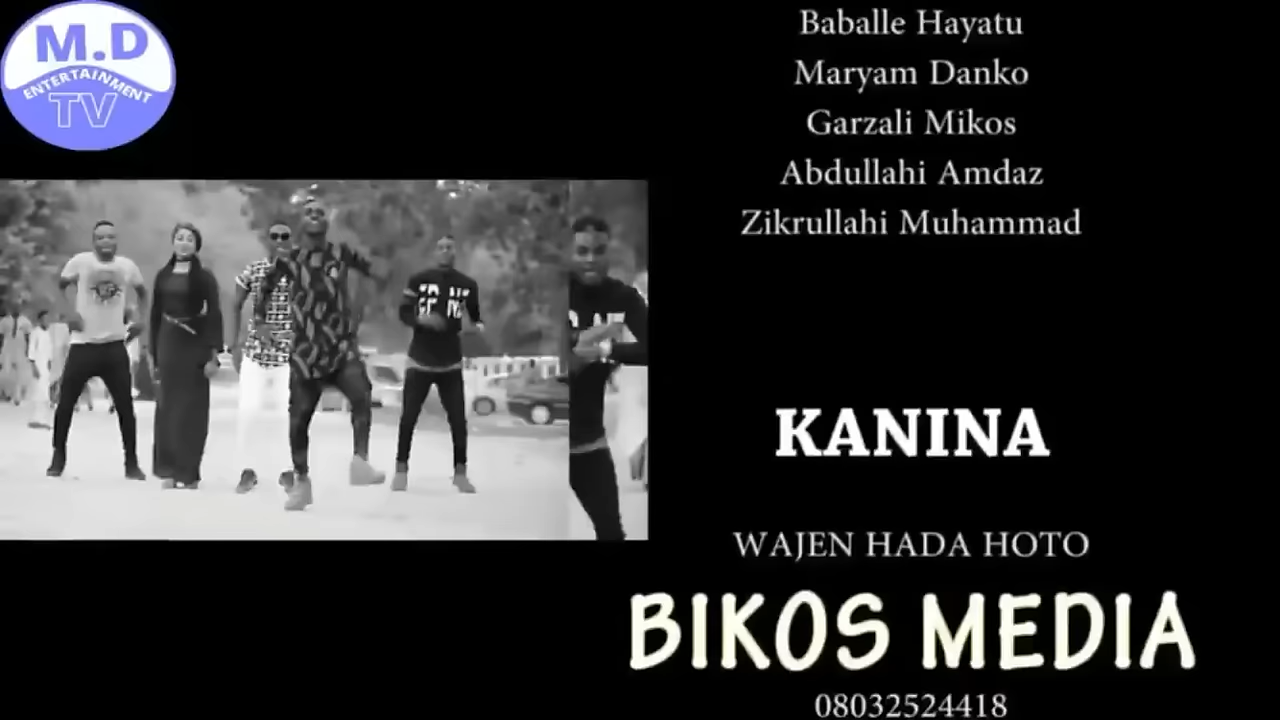 M.D
ENTERTAINMENT
TV
Baballe Hayatu
Maryam Danko
Garzali Mikos
Abdullahi Amdaz
Zikrullahi Muhammad
KANINA
WAJEN HADA HOTO
BIKOS MEDIA
08032524418